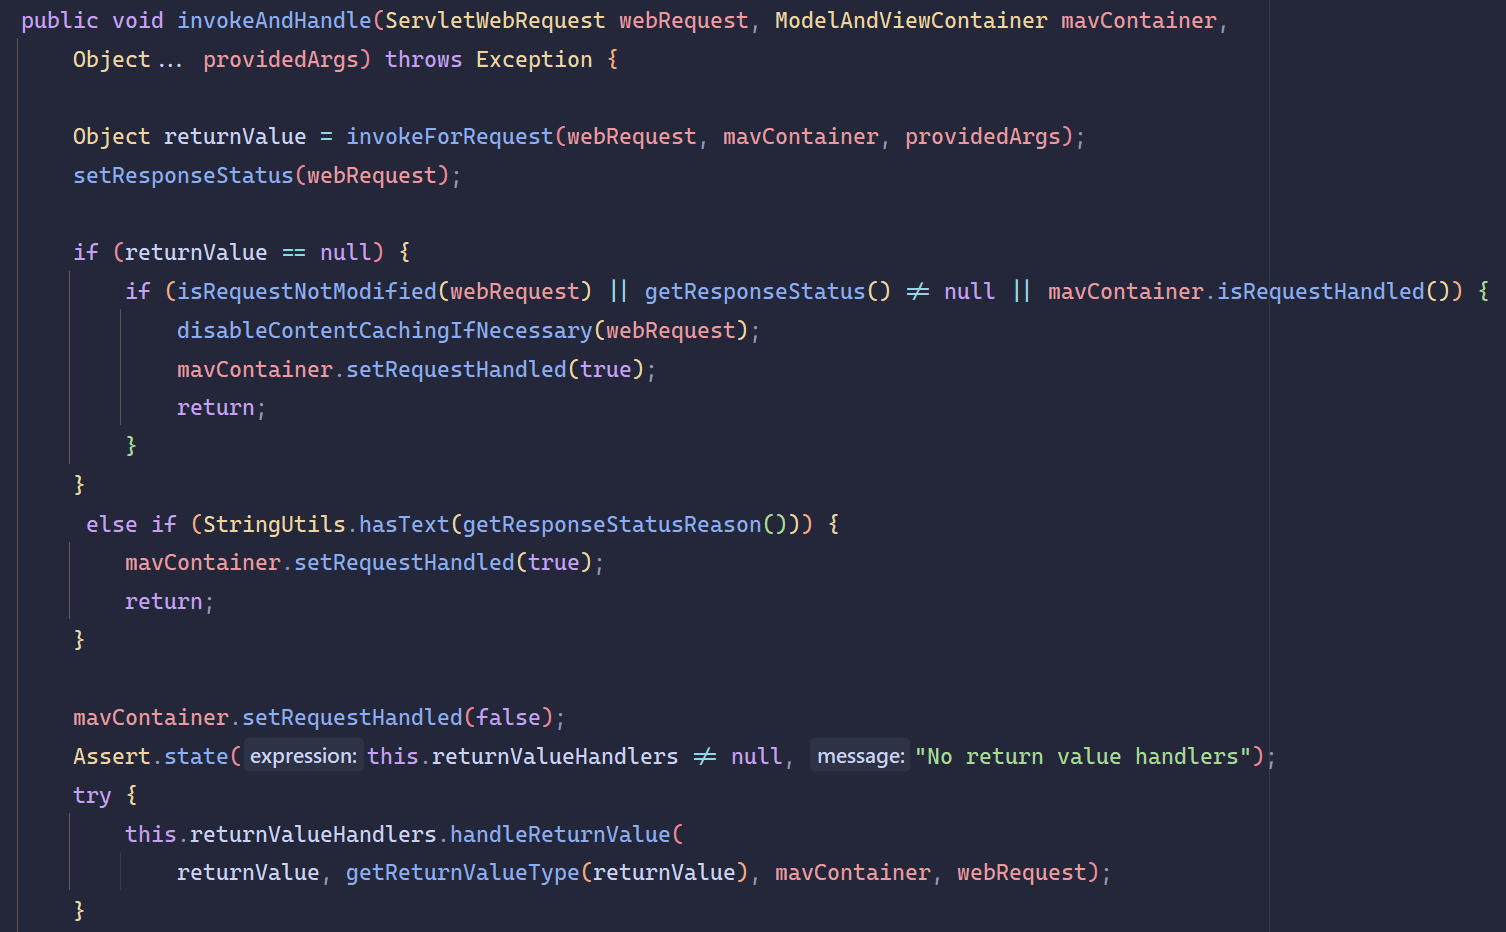 public void invokeAndHandle(ServletWebRequest webRequest, ModelAndViewContainer mavContainer,
Object... providedArgs) throws Exception {
Object returnValue = invokeForRequest(webRequest, mavContainer, providedArgs);
setResponseStatus(webRequest);
if (returnValue == null) {
if (isRequestNotModified(webRequest) || getResponseStatus() != null || mavContainer.isRequestHandled()) {
disableContentCachingIfNecessary(webRequest);
mavContainer.setRequestHandled(true);
return;
}
}
else if (StringUtils.hasText(getResponseStatusReason())) {
mavContainer.setRequestHandled(true);
return;
}
mavContainer.setRequestHandled(false);
Assert.state( expression: this.returnValueHandlers != null, message: "No return value handlers");
try {
this.returnValueHandlers.handleReturnValue(
returnValue, getReturnValueType(returnValue), mavContainer, webRequest);
}